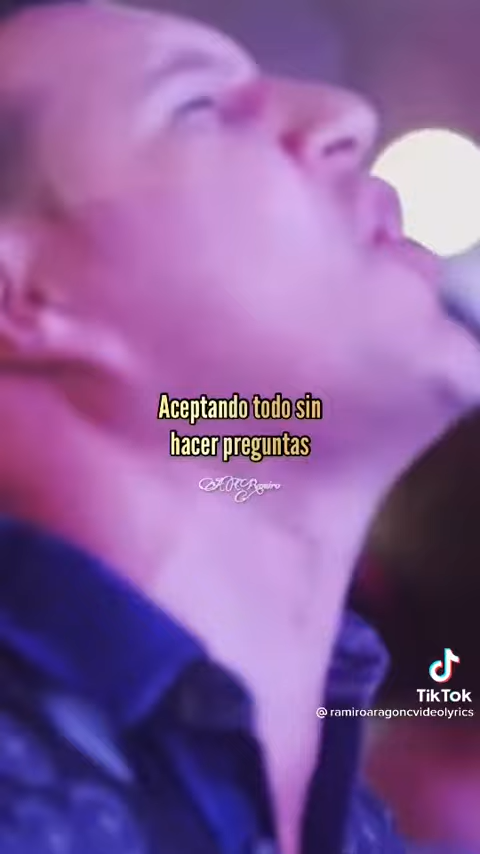 Aceptando todo sin
hacer preguntas
TikTok
@ramiroaragoncvideolyrics